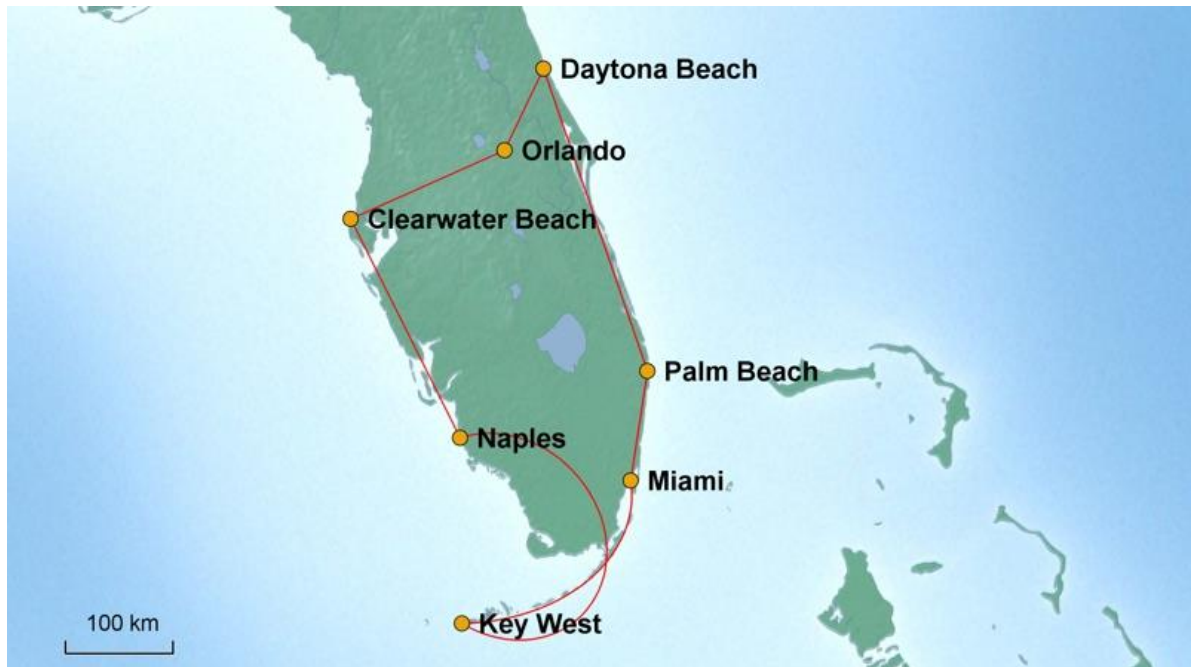 Daytona Beach
Orlando
Clearwater Beach
Palm Beach
Naples
Miami
Key West
100 km